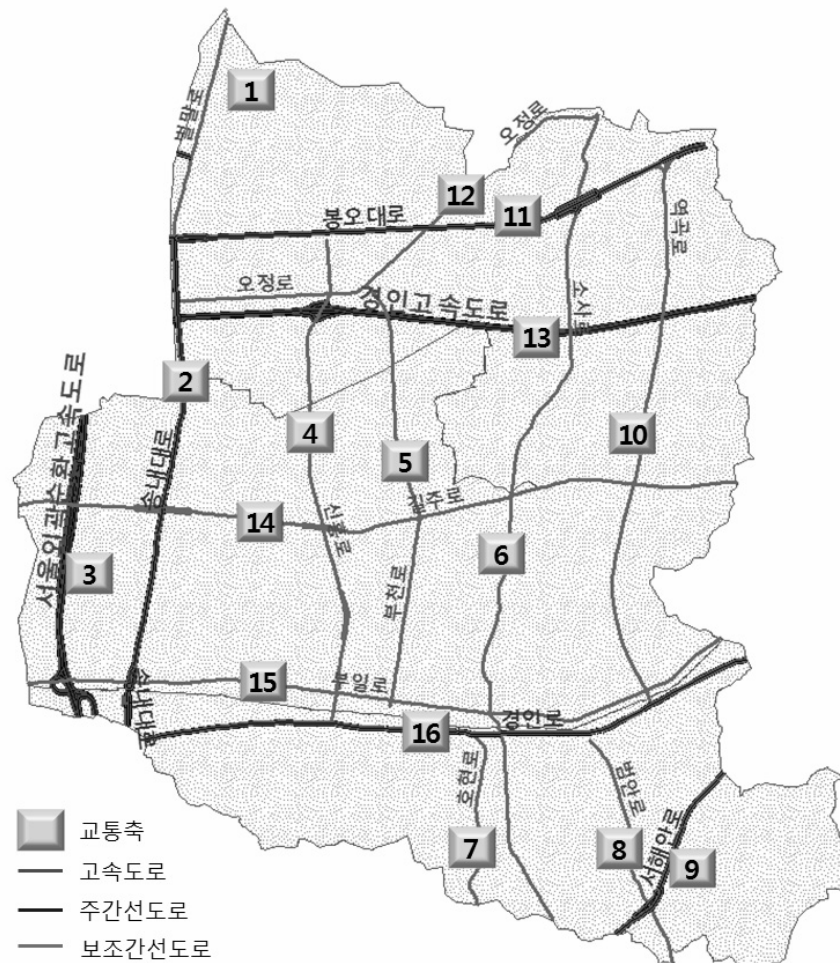 1
벌말로
오정로
12
11
봉오대로
역곡로
오정로
경인고속도로
소사로
13
2
서울외곽순환고속도로
송내대로
4
5
10
길주로
14
신흥로
6
3
부천로
15
부일로
송내대로
경인로
16
호현로
범안로
7
8
서해안로
9
교통축
고속도로
주간선도로
보조간선도로